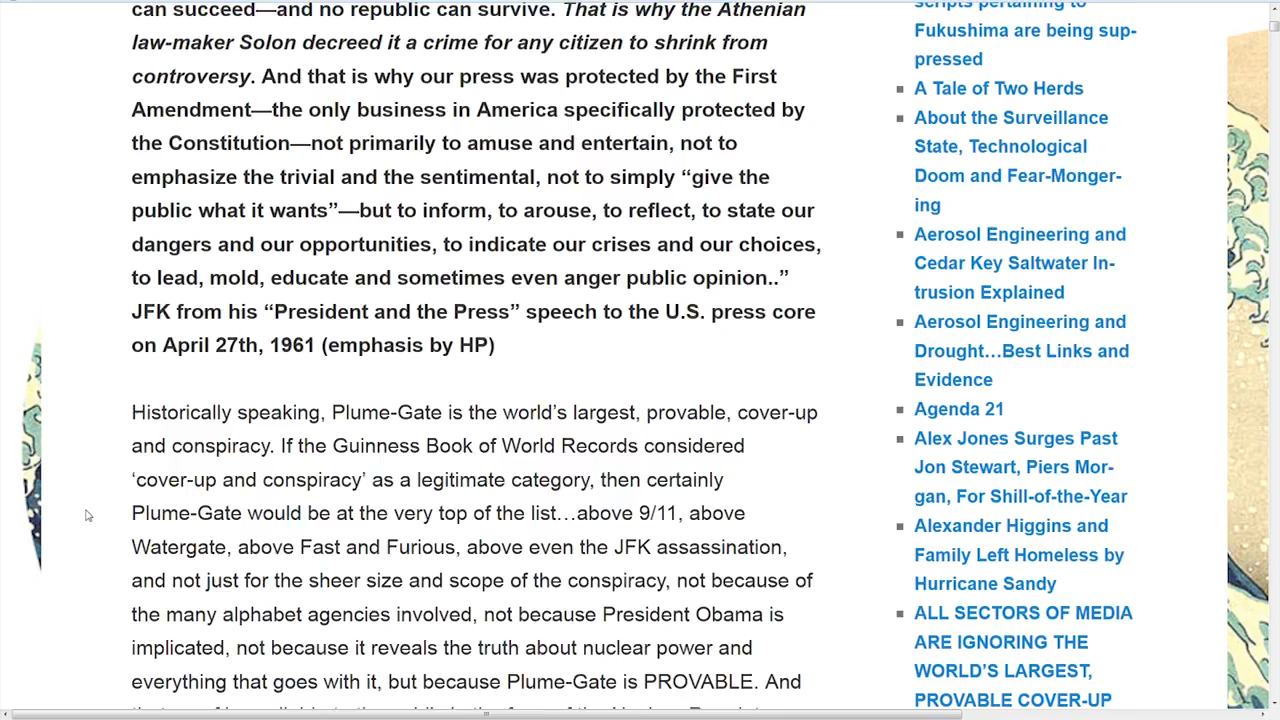 can succeed—and no republic can survive. That is why the Athenian
law-maker Solon decreed it a crime for any citizen to shrink from
controversy. And that is why our press was protected by the First
Amendment—the only business in America specifically protected by
the Constitution—not primarily to amuse and entertain, not to
emphasize the trivial and the sentimental, not to simply “give the
public what it wants”—but to inform, to arouse, to reflect, to state our
dangers and our opportunities, to indicate our crises and our choices,
to lead, mold, educate and sometimes even anger public opinion..”
JFK from his “President and the Press” speech to the U.S. press core
on April 27th, 1961 (emphasis by HP)
Historically speaking, Plume-Gate is the world’s largest, provable, cover-up
and conspiracy. If the Guinness Book of World Records considered
‘cover-up and conspiracy’ as a legitimate category, then certainly
Plume-Gate would be at the very top of the list…above 9/11, above
Watergate, above Fast and Furious, above even the JFK assassination,
and not just for the sheer size and scope of the conspiracy, not because of
the many alphabet agencies involved, not because President Obama is
implicated, not because it reveals the truth about nuclear power and
everything that goes with it, but because Plume-Gate is PROVABLE. And
scripts pertaining to
Fukushima are being sup-
pressed
A Tale of Two Herds
About the Surveillance
State, Technological
Doom and Fear-Monger-
ing
Aerosol Engineering and
Cedar Key Saltwater In-
trusion Explained
Aerosol Engineering and
Drought…Best Links and
Evidence
Agenda 21
Alex Jones Surges Past
Jon Stewart, Piers Mor-
gan, For Shill-of-the-Year
Alexander Higgins and
Family Left Homeless by
Hurricane Sandy
ALL SECTORS OF MEDIA
ARE IGNORING THE
WORLD’S LARGEST,
PROVABLE COVER-UP